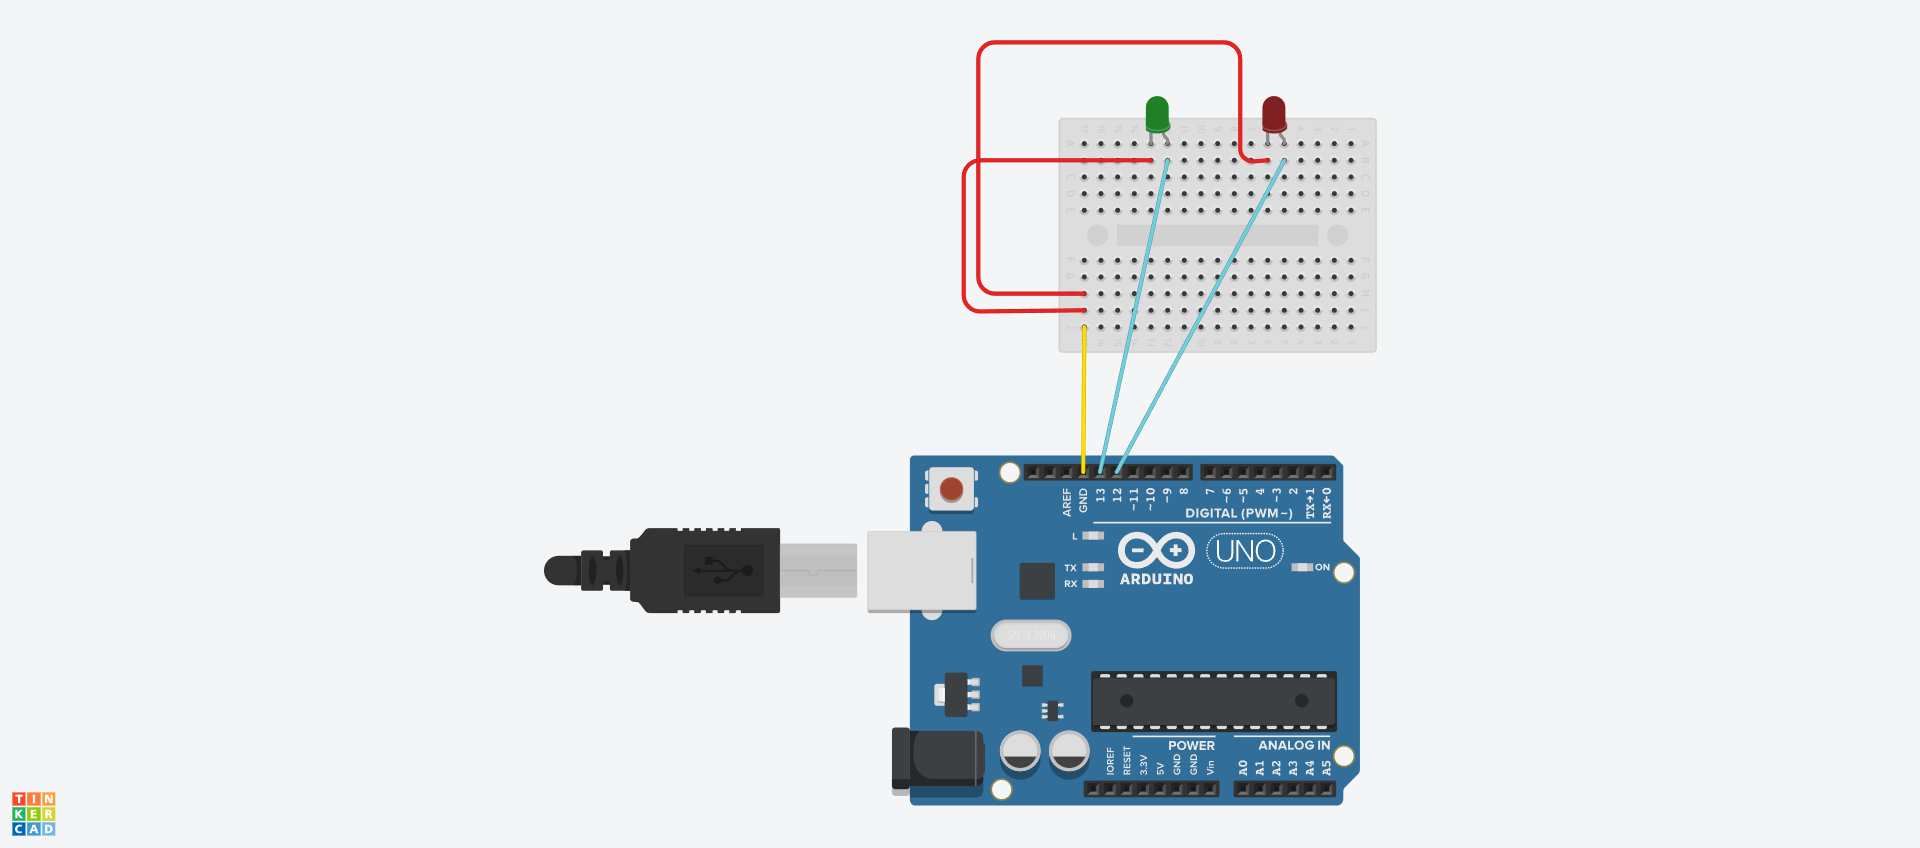 AREF
GND
13
12
~11
~10
~9
8
7
~6
~5
4
~3
2
TX→1
RX←0
DIGITAL (PWM~)
L
TX
RX
ARDUINO
UNO
ON
IOREF
RESET
3.3V
5V
GND
GND
Vin
POWER
ANALOG IN
A0
A1
A2
A3
A4
A5
TIN
KER
CAD